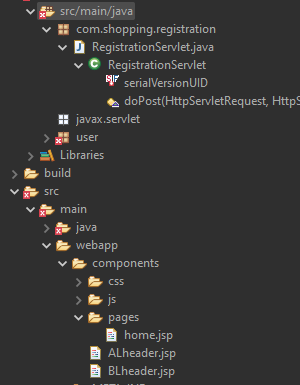 src/main/java
com.shopping.registration
RegistrationServlet.java
RegistrationServlet
serialVersionUID
doPost(HttpServletRequest, HttpS
javax.servlet
user
Libraries
build
src
main
java
webapp
components
css
js
pages
home.jsp
ALheader.jsp
BLheader.jsp